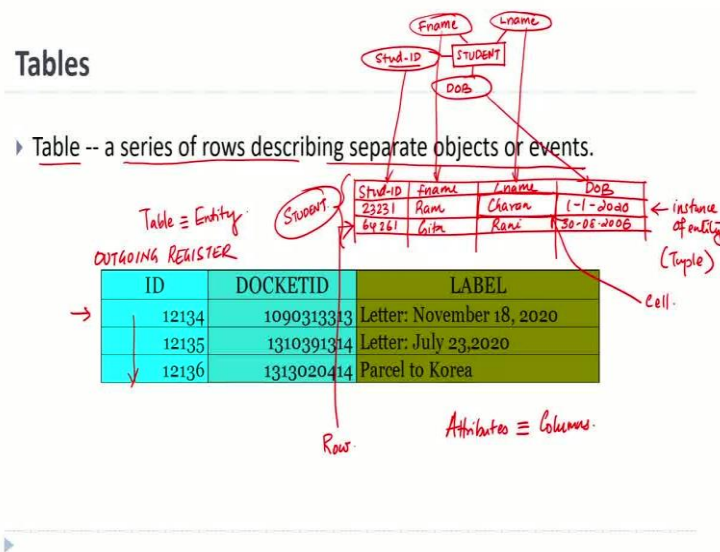 Fname
Lname
Stud-ID
STUDENT
DOB
Tables
Table -- a series of rows describing separate objects or events.
Stud-ID fname Lname DOB
23231 Ram Charan 1-1-2020
64261 Gita Rani 30-06-2006
STUDENT
← instance of entity
(Tuple)
Cell.
Table ≡ Entity
OUTGOING REGISTER
ID DOCKETID LABEL
12134 1090313313 Letter: November 18, 2020
12135 1310391314 Letter: July 23,2020
12136 1313020414 Parcel to Korea
Row.
Attributes ≡ Columns.